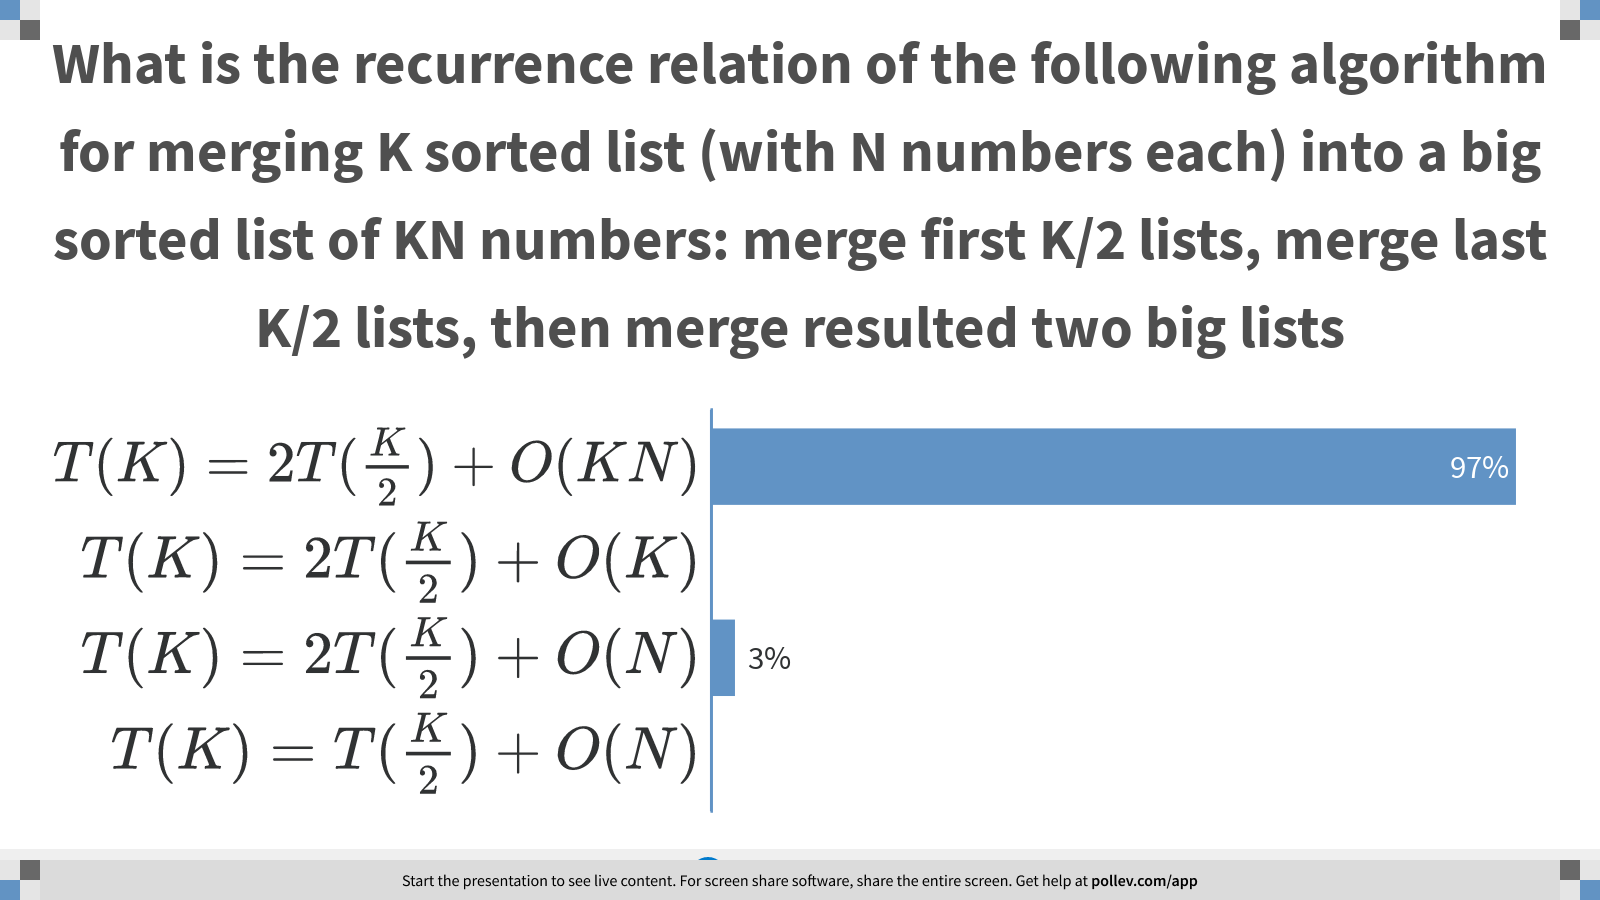 What is the recurrence relation of the following algorithm
for merging K sorted list (with N numbers each) into a big
sorted list of KN numbers: merge first K/2 lists, merge last
K/2 lists, then merge resulted two big lists
T(K) = 2T(K/2) + O(KN) 97%
T(K) = 2T(K/2) + O(K)
T(K) = 2T(K/2) + O(N) 3%
T(K) = T(K/2) + O(N)
Start the presentation to see live content. For screen share software, share the entire screen. Get help at pollev.com/app